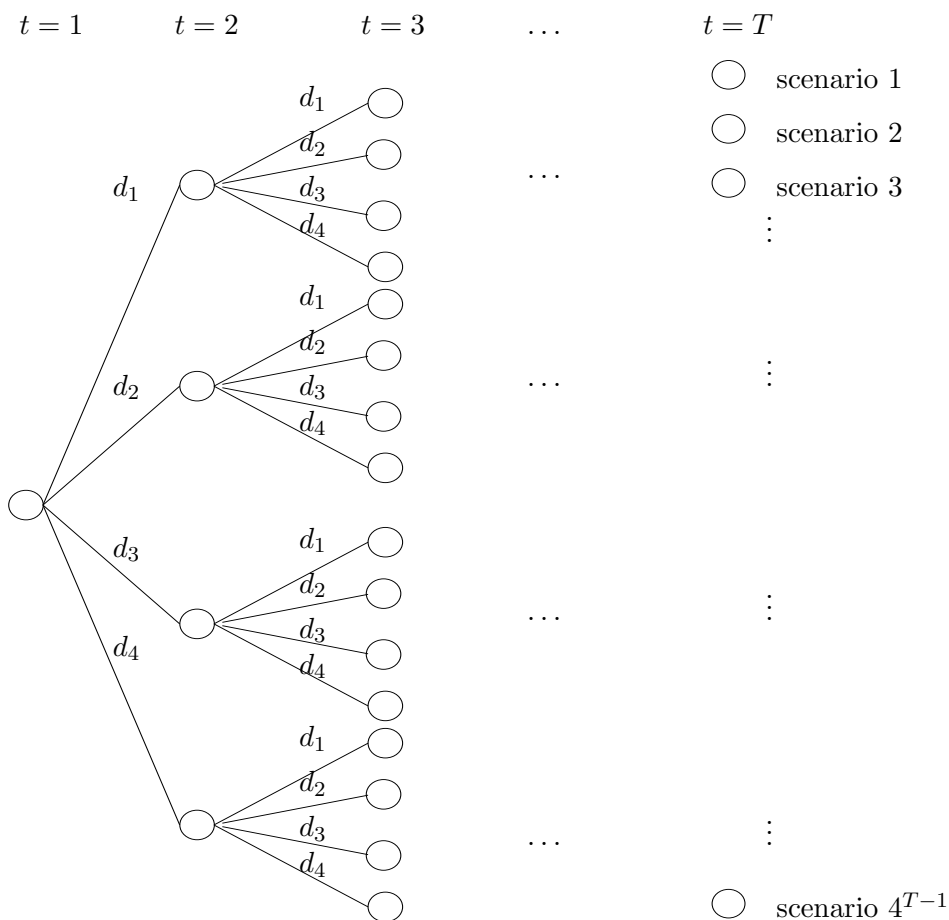 t = 1 t = 2 t = 3 . . . t = T
scenario 1
d₁
scenario 2
d₂
. . .
d₁
d₃
scenario 3
d₄
⋮
d₁
d₂
d₂
. . .
⋮
d₃
d₄
d₁
d₃
d₂
. . .
⋮
d₃
d₄
d₄
d₁
d₂
d₃
. . .
⋮
d₄
scenario 4ᵀ⁻¹